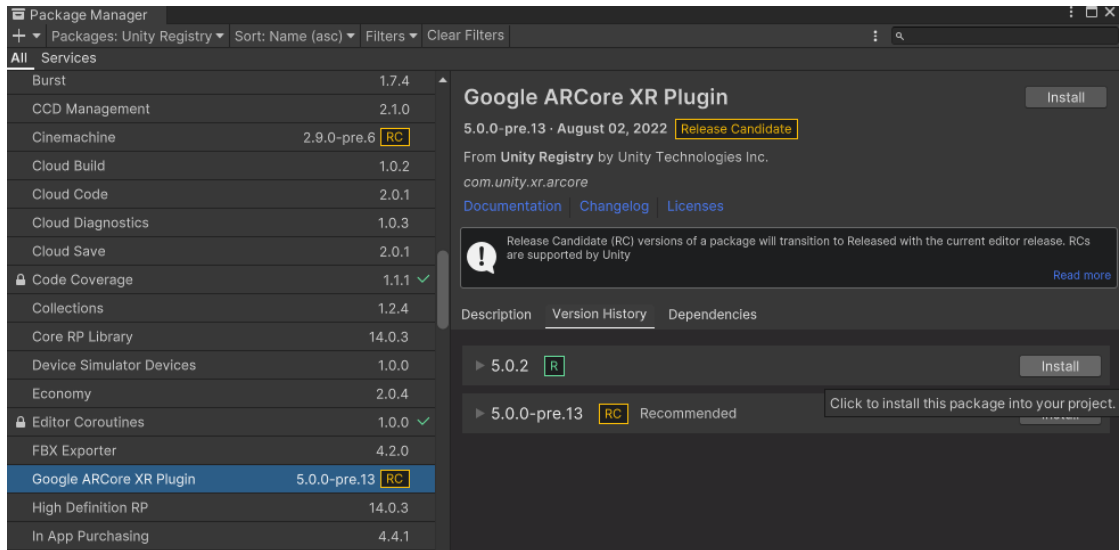 Package Manager
Packages: Unity Registry Sort: Name (asc) Filters Clear Filters
All Services
Burst 1.7.4
CCD Management 2.1.0
Cinemachine 2.9.0-pre.6 RC
Cloud Build 1.0.2
Cloud Code 2.0.1
Cloud Diagnostics 1.0.3
Cloud Save 2.0.1
Code Coverage 1.1.1
Collections 1.2.4
Core RP Library 14.0.3
Device Simulator Devices 1.0.0
Economy 2.0.4
Editor Coroutines 1.0.0
FBX Exporter 4.2.0
Google ARCore XR Plugin 5.0.0-pre.13 RC
High Definition RP 14.0.3
In App Purchasing 4.4.1
Google ARCore XR Plugin Install
5.0.0-pre.13 · August 02, 2022 Release Candidate
From Unity Registry by Unity Technologies Inc.
com.unity.xr.arcore
Documentation Changelog Licenses
Release Candidate (RC) versions of a package will transition to Released with the current editor release. RCs
are supported by Unity
Read more
Description Version History Dependencies
5.0.2 R Install
Click to install this package into your project.
5.0.0-pre.13 RC Recommended